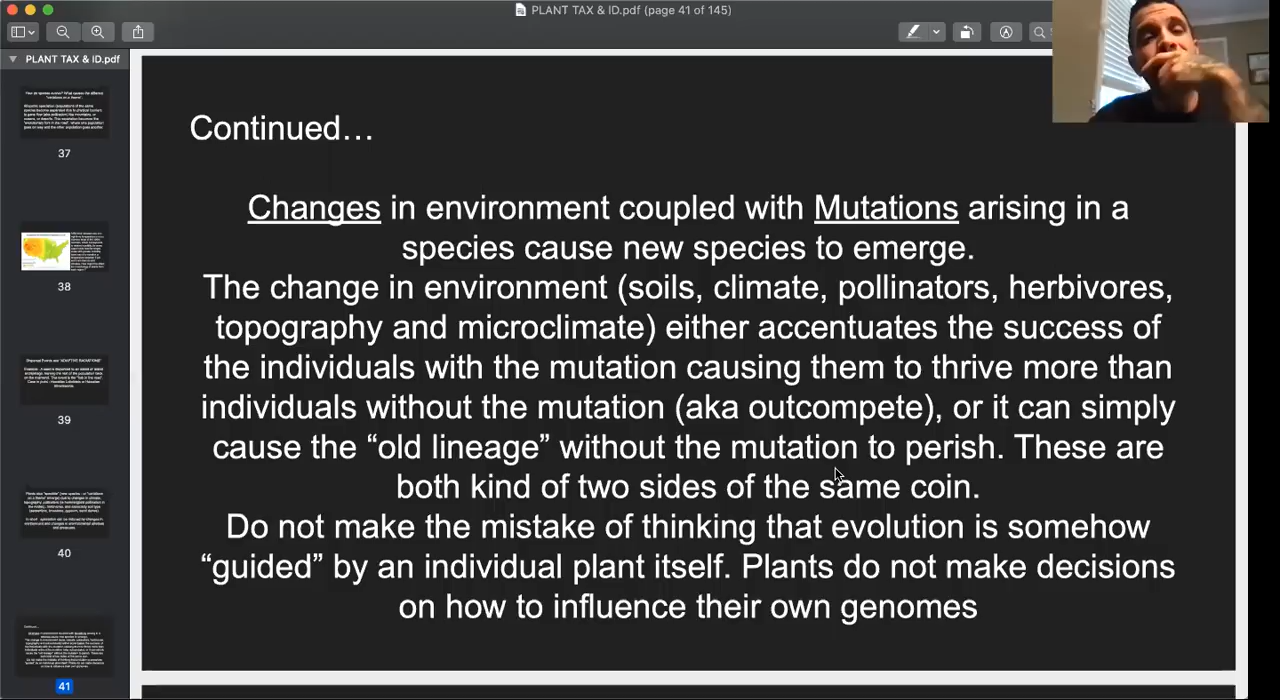 PLANT TAX & ID.pdf (page 41 of 145)
PLANT TAX & ID.pdf
37
38
39
40
41
Continued…
Changes in environment coupled with Mutations arising in a
species cause new species to emerge.
The change in environment (soils, climate, pollinators, herbivores,
topography and microclimate) either accentuates the success of
the individuals with the mutation causing them to thrive more than
individuals without the mutation (aka outcompete), or it can simply
cause the “old lineage” without the mutation to perish. These are
both kind of two sides of the same coin.
Do not make the mistake of thinking that evolution is somehow
“guided” by an individual plant itself. Plants do not make decisions
on how to influence their own genomes